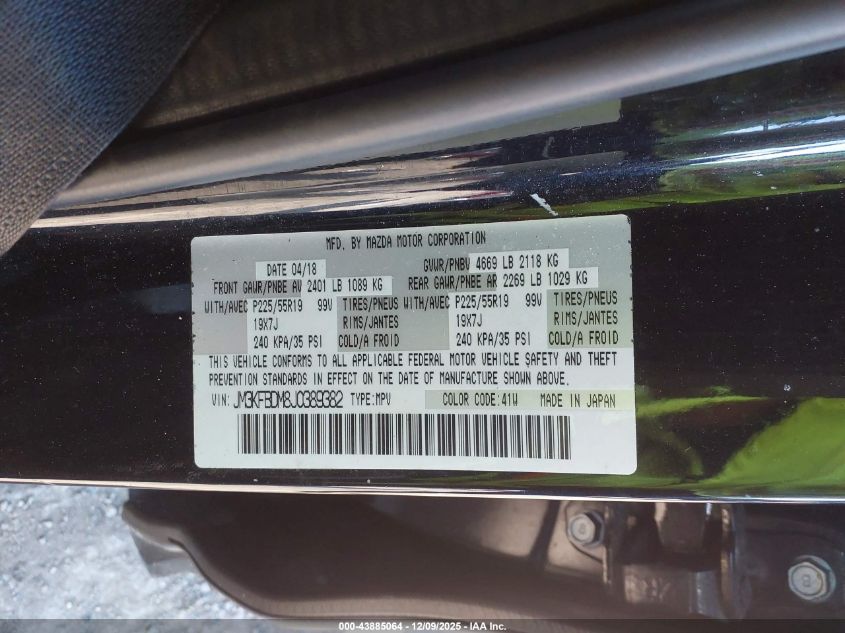 MFD. BY MAZDA MOTOR CORPORATION
DATE 04/18 GVWR/PNBV 4669 LB 2118 KG
FRONT GAWR/PNBE AV 2401 LB 1089 KG REAR GAWR/PNBE AR 2269 LB 1029 KG
WITH/AVEC P225/55R19 99V TIRES/PNEUS WITH/AVEC P225/55R19 99V TIRES/PNEUS
19X7J RIMS/JANTES 19X7J RIMS/JANTES
240 KPA/35 PSI COLD/A FROID 240 KPA/35 PSI COLD/A FROID
THIS VEHICLE CONFORMS TO ALL APPLICABLE FEDERAL MOTOR VEHICLE SAFETY AND THEFT
PREVENTION STANDARDS IN EFFECT ON THE DATE OF MANUFACTURE SHOWN ABOVE.
VIN: JM3KFBDM8J0389382 TYPE:MPV COLOR CODE:41W MADE IN JAPAN
000-43885064 - 12/09/2025 - IAA Inc.